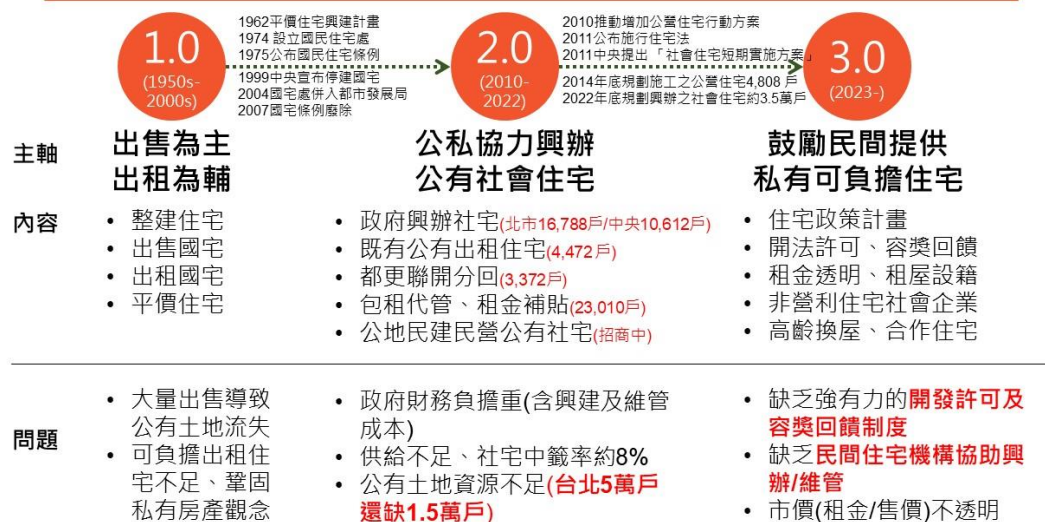 1.0
(1950s-
2000s)
1962平價住宅興建計畫
1974 設立國民住宅處
1975公布國民住宅條例
1999中央宣布停建國宅
2004國宅處併入都市發展局
2007國宅條例廢除
2.0
(2010-
2022)
2010推動增加公營住宅行動方案
2011公布施行住宅法
2011中央提出「社會住宅短期實施方案」
2014年底規劃施工之公營住宅4,808 戶
2022年底規劃興辦之社會住宅約3.5萬戶
3.0
(2023-)
主軸
出售為主
出租為輔
公私協力興辦
公有社會住宅
鼓勵民間提供
私有可負擔住宅
內容
• 整建住宅
• 出售國宅
• 出租國宅
• 平價住宅
• 政府興辦社宅(北市16,788戶/中央10,612戶)
• 既有公有出租住宅(4,472戶)
• 都更聯開分回(3,372戶)
• 包租代管、租金補貼(23,010戶)
• 公地民建民營公有社宅(招商中)
• 住宅政策計畫
• 開法許可、容獎回饋
• 租金透明、租屋設籍
• 非營利住宅社會企業
• 高齡換屋、合作住宅
問題
• 大量出售導致
公有土地流失
• 可負擔出租住
宅不足、鞏固
私有房產觀念
• 政府財務負擔重(含興建及維管
成本)
• 供給不足、社宅中籤率約8%
• 公有土地資源不足(台北5萬戶
還缺1.5萬戶)
• 缺乏強有力的開發許可及
容獎回饋制度
• 缺乏民間住宅機構協助興
辦/維管
• 市價(租金/售價)不透明